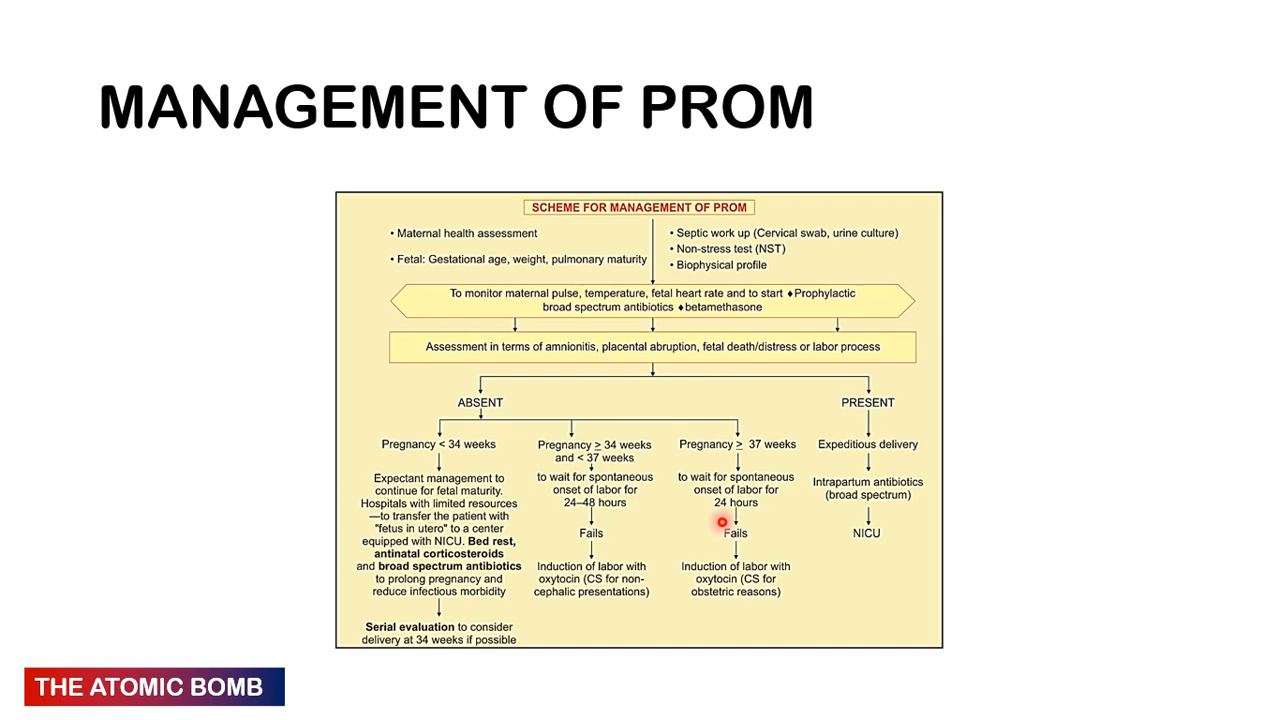 MANAGEMENT OF PROM
SCHEME FOR MANAGEMENT OF PROM
• Maternal health assessment
• Fetal: Gestational age, weight, pulmonary maturity
• Septic work up (Cervical swab, urine culture)
• Non-stress test (NST)
• Biophysical profile
To monitor maternal pulse, temperature, fetal heart rate and to start ♦Prophylactic
broad spectrum antibiotics ♦betamethasone
Assessment in terms of amnionitis, placental abruption, fetal death/distress or labor process
ABSENT
PRESENT
Pregnancy < 34 weeks
Expectant management to
continue for fetal maturity.
Hospitals with limited resources
—to transfer the patient with
"fetus in utero" to a center
equipped with NICU. Bed rest,
antinatal corticosteroids
and broad spectrum antibiotics
to prolong pregnancy and
reduce infectious morbidity
Serial evaluation to consider
delivery at 34 weeks if possible
Pregnancy ≥ 34 weeks
and < 37 weeks
to wait for spontaneous
onset of labor for
24–48 hours
Fails
Induction of labor with
oxytocin (CS for non-
cephalic presentations)
Pregnancy ≥ 37 weeks
to wait for spontaneous
onset of labor for
24 hours
Fails
Induction of labor with
oxytocin (CS for
obstetric reasons)
Expeditious delivery
Intrapartum antibiotics
(broad spectrum)
NICU
THE ATOMIC BOMB